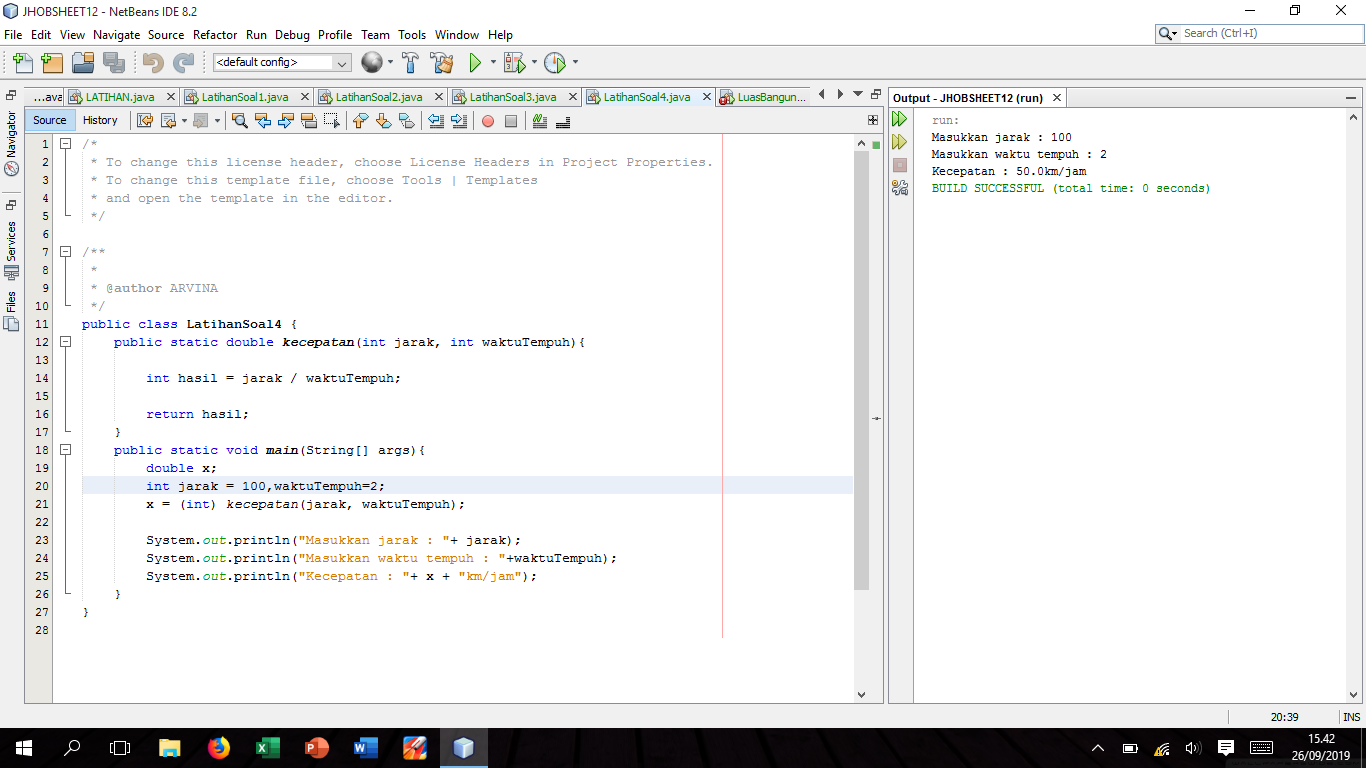 JHOBSHEET12 - NetBeans IDE 8.2
File Edit View Navigate Source Refactor Run Debug Profile Team Tools Window Help
Search (Ctrl+I)
<default config>
...ava LATIHAN.java LatihanSoal1.java LatihanSoal2.java LatihanSoal3.java LatihanSoal4.java LuasBangun...
Source History
Navigator
Services
Files
1 /*
2 * To change this license header, choose License Headers in Project Properties.
3 * To change this template file, choose Tools | Templates
4 * and open the template in the editor.
5 */
6
7 /**
8 *
9 * @author ARVINA
10 */
11 public class LatihanSoal4 {
12 public static double kecepatan(int jarak, int waktuTempuh){
13
14 int hasil = jarak / waktuTempuh;
15
16 return hasil;
17 }
18 public static void main(String[] args){
19 double x;
20 int jarak = 100,waktuTempuh=2;
21 x = (int) kecepatan(jarak, waktuTempuh);
22
23 System.out.println("Masukkan jarak : "+ jarak);
24 System.out.println("Masukkan waktu tempuh : "+waktuTempuh);
25 System.out.println("Kecepatan : "+ x + "km/jam");
26 }
27 }
28
Output - JHOBSHEET12 (run)
run:
Masukkan jarak : 100
Masukkan waktu tempuh : 2
Kecepatan : 50.0km/jam
BUILD SUCCESSFUL (total time: 0 seconds)
20:39 INS
15.42
26/09/2019